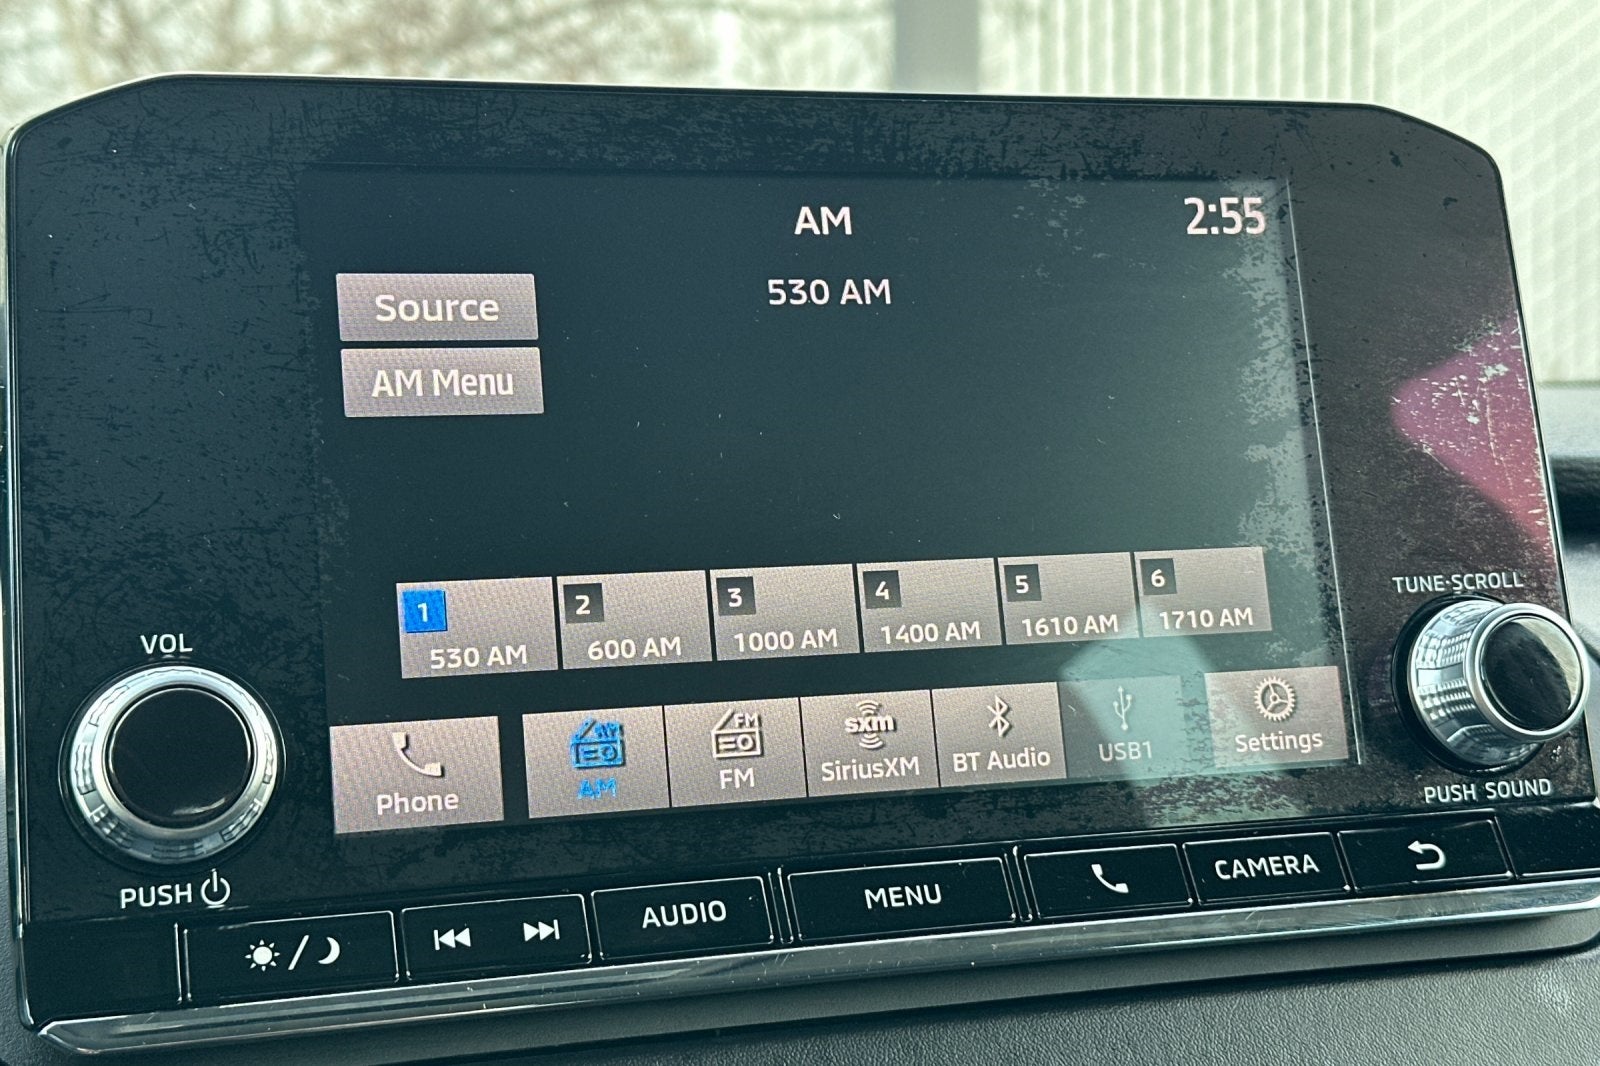 AM
2:55
530 AM
Source
AM Menu
1
530 AM
2
600 AM
3
1000 AM
4
1400 AM
5
1610 AM
6
1710 AM
Phone
AM
FM
FM
sxm
SiriusXM
BT Audio
USB1
Settings
VOL
PUSH
TUNE·SCROLL
PUSH SOUND
AUDIO
MENU
CAMERA